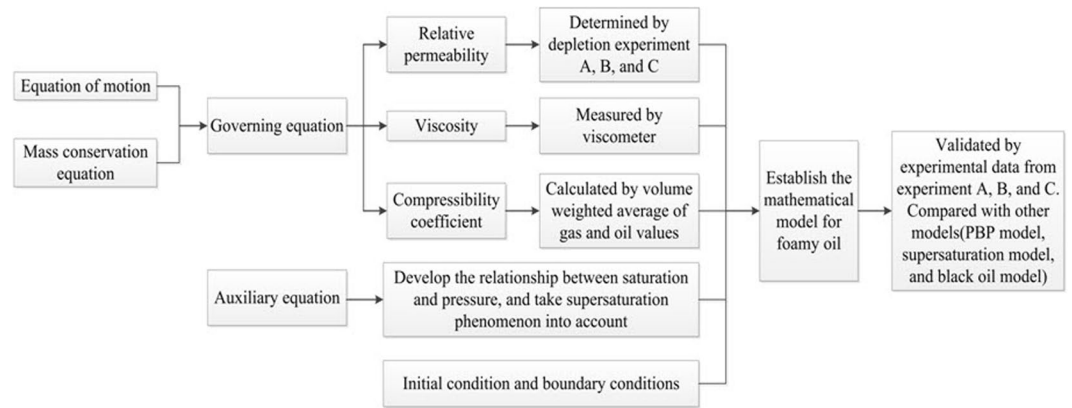 Equation of motion
Mass conservation
equation
Governing equation
Relative
permeability
Determined by
depletion experiment
A, B, and C
Viscosity
Measured by
viscometer
Compressibility
coefficient
Calculated by volume
weighted average of
gas and oil values
Auxiliary equation
Develop the relationship between saturation
and pressure, and take supersaturation
phenomenon into account
Initial condition and boundary conditions
Establish the
mathematical
model for
foamy oil
Validated by
experimental data from
experiment A, B, and C.
Compared with other
models(PBP model,
supersaturation model,
and black oil model)